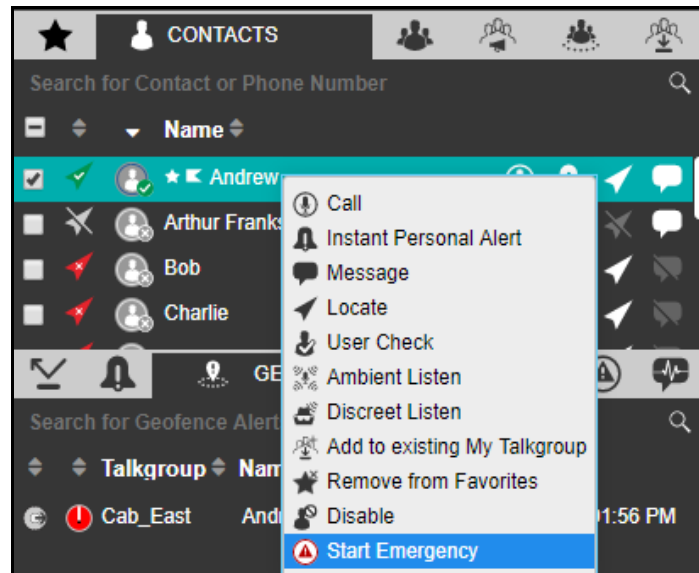 CONTACTS
Search for Contact or Phone Number
Name
Andrew
Arthur Franks
Bob
Charlie
Call
Instant Personal Alert
Message
Locate
User Check
Ambient Listen
Discreet Listen
Add to existing My Talkgroup
Remove from Favorites
Disable
Start Emergency
GE
Search for Geofence Alert
Talkgroup Nam
Cab_East And 1:56 PM